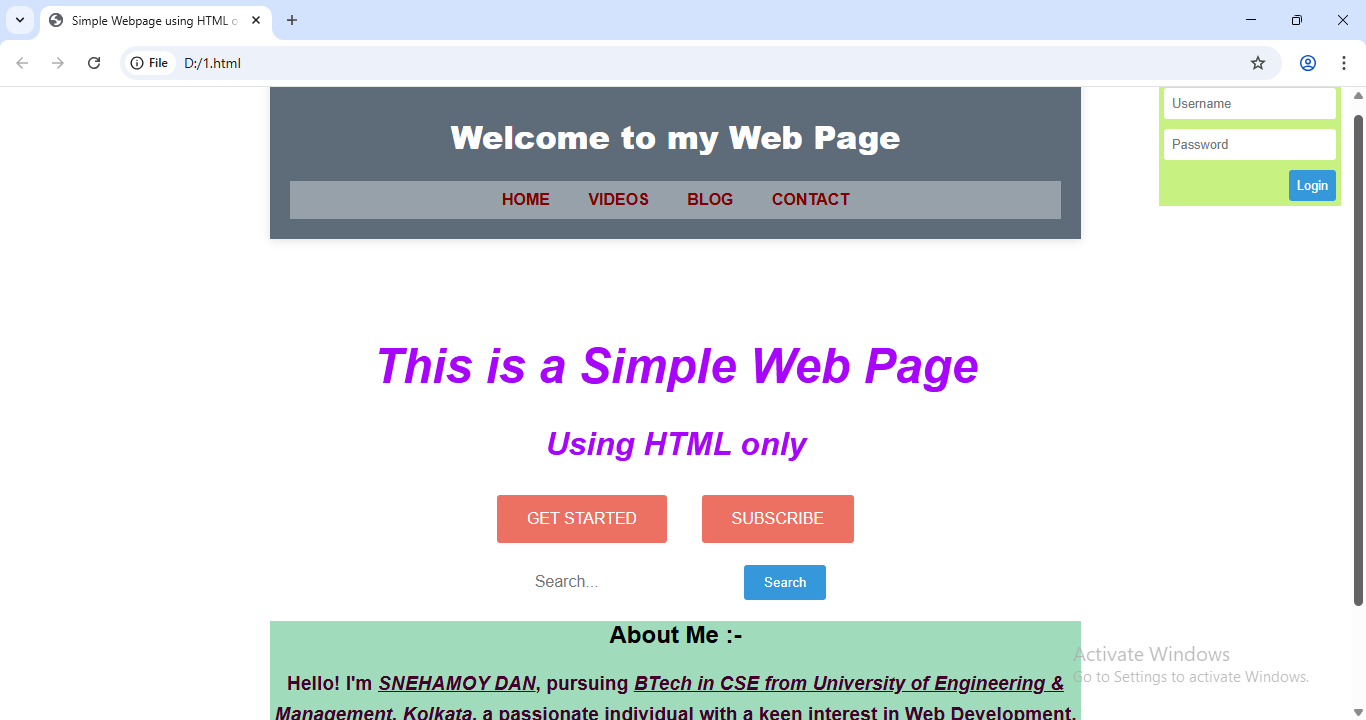 Simple Webpage using HTML
File D:/1.html
Username
Welcome to my Web Page
Password
Login
HOME VIDEOS BLOG CONTACT
This is a Simple Web Page
Using HTML only
GET STARTED SUBSCRIBE
Search... Search
About Me :-
Activate Windows
Go to Settings to activate Windows.
Hello! I'm SNEHAMOY DAN, pursuing BTech in CSE from University of Engineering &
Management, Kolkata, a passionate individual with a keen interest in Web Development,